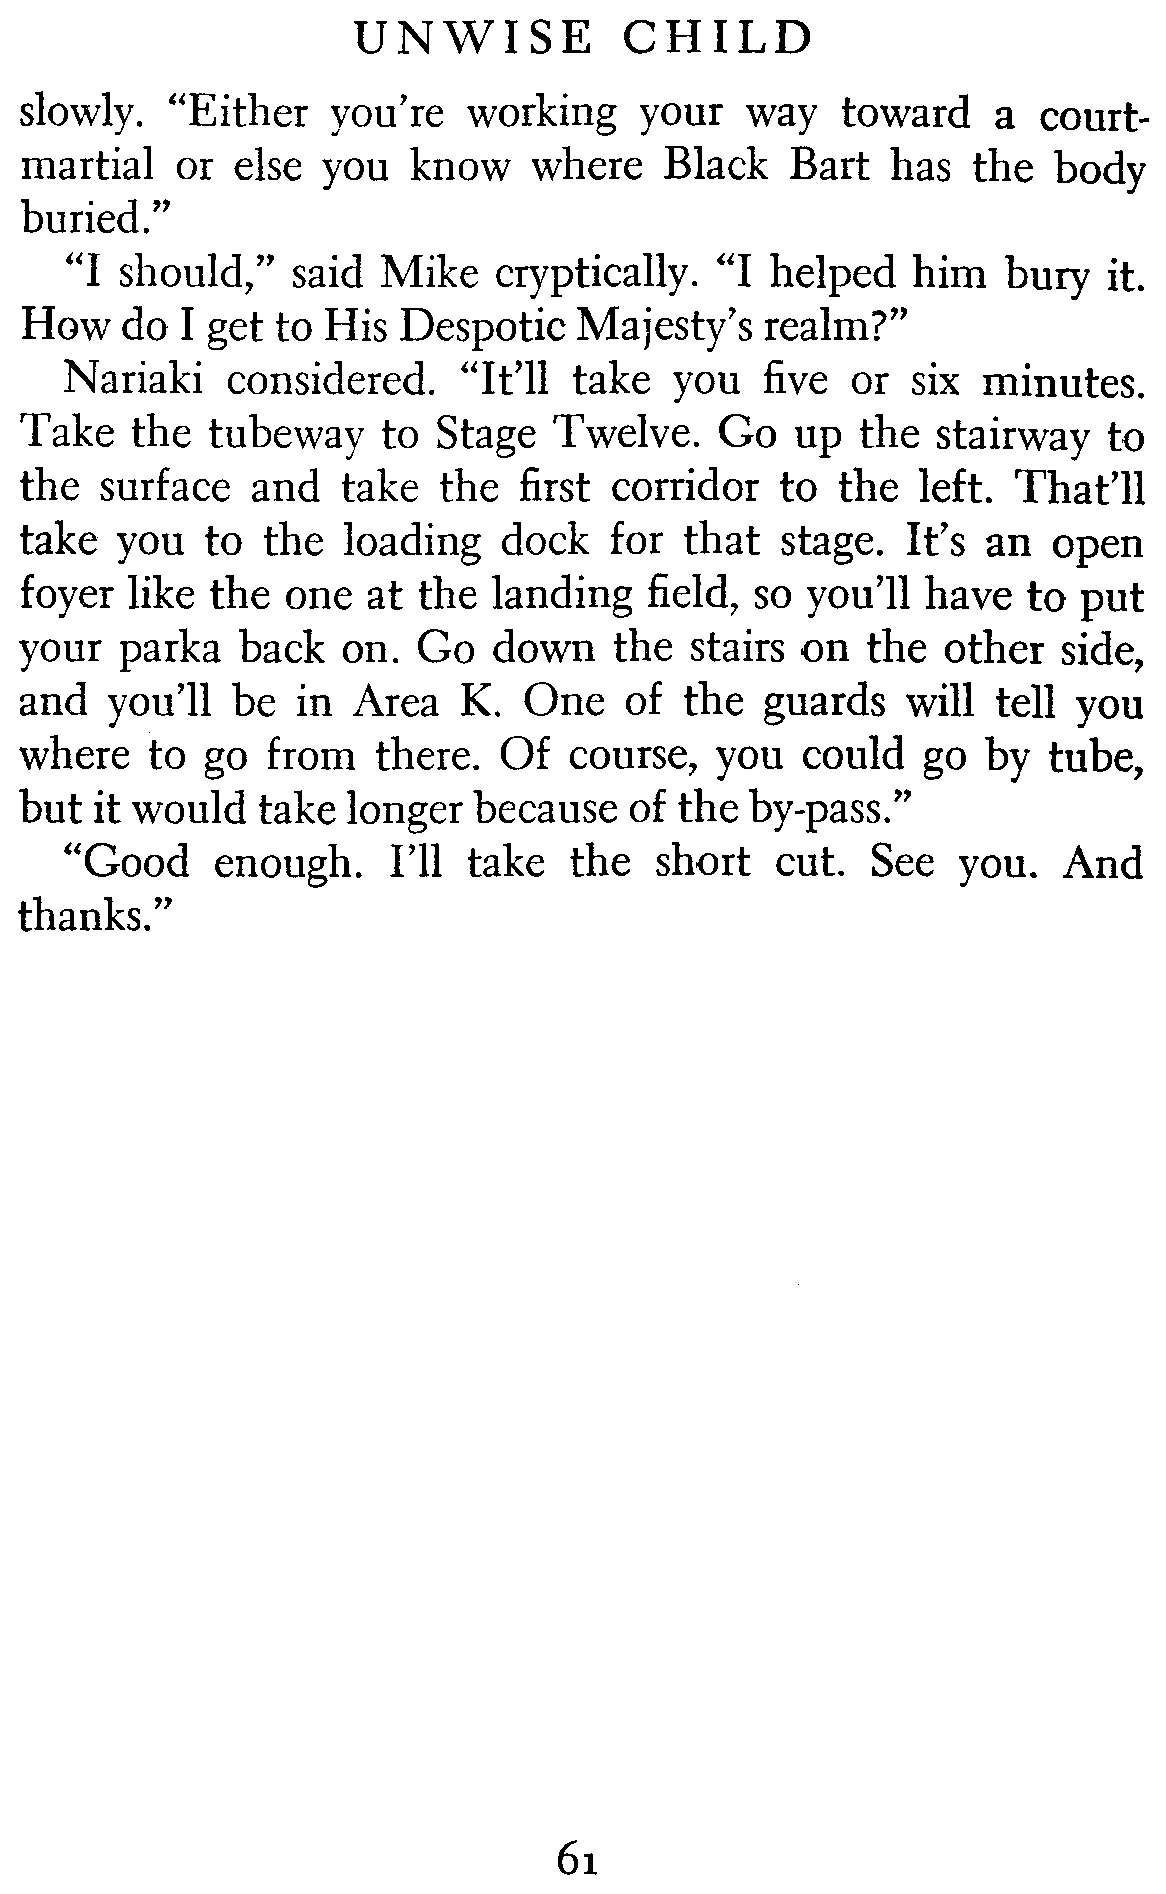 UNWISE CHILD
slowly. “Either you’re working your way toward a court-
martial or else you know where Black Bart has the body
buried.”
“I should,” said Mike cryptically. “I helped him bury it.
How do I get to His Despotic Majesty’s realm?”
Nariaki considered. “It’ll take you five or six minutes.
Take the tubeway to Stage Twelve. Go up the stairway to
the surface and take the first corridor to the left. That’ll
take you to the loading dock for that stage. It’s an open
foyer like the one at the landing field, so you’ll have to put
your parka back on. Go down the stairs on the other side,
and you’ll be in Area K. One of the guards will tell you
where to go from there. Of course, you could go by tube,
but it would take longer because of the by-pass.”
“Good enough. I’ll take the short cut. See you. And
thanks.”
61